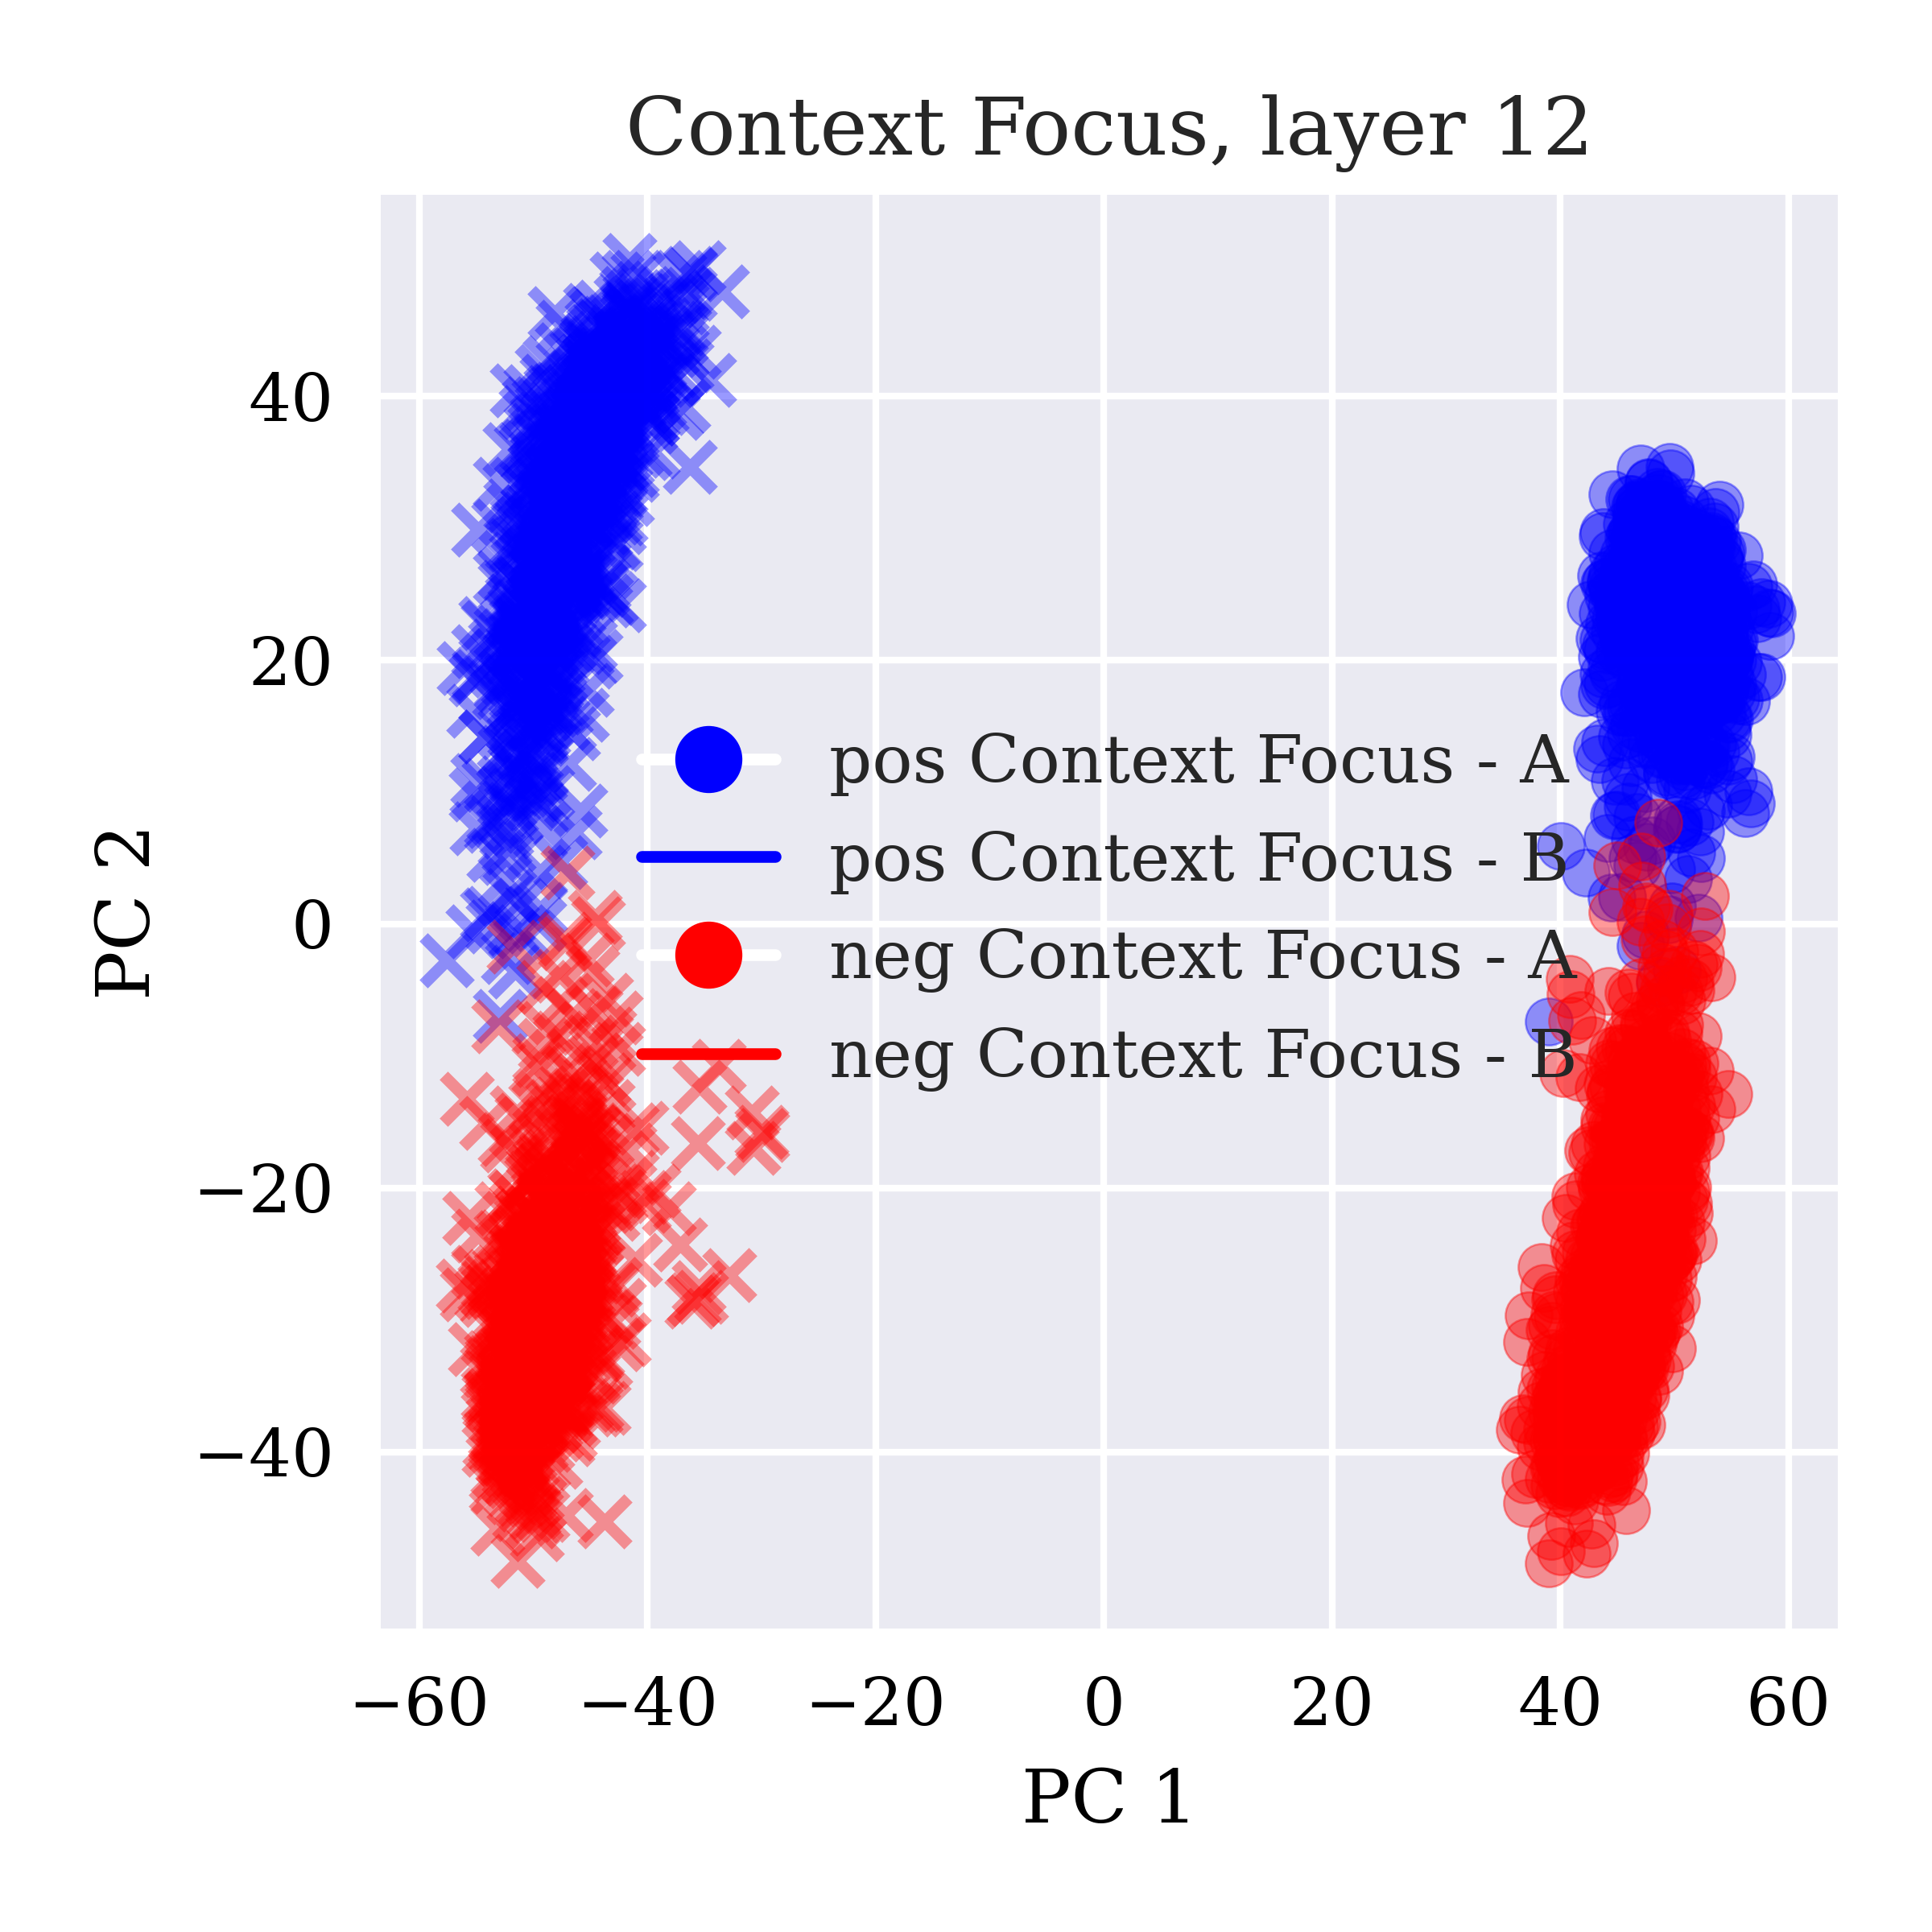 Context Focus, layer 12
40
20
0
−20
−40
PC 2
pos Context Focus - A
pos Context Focus - B
neg Context Focus - A
neg Context Focus - B
−60 −40 −20 0 20 40 60
PC 1